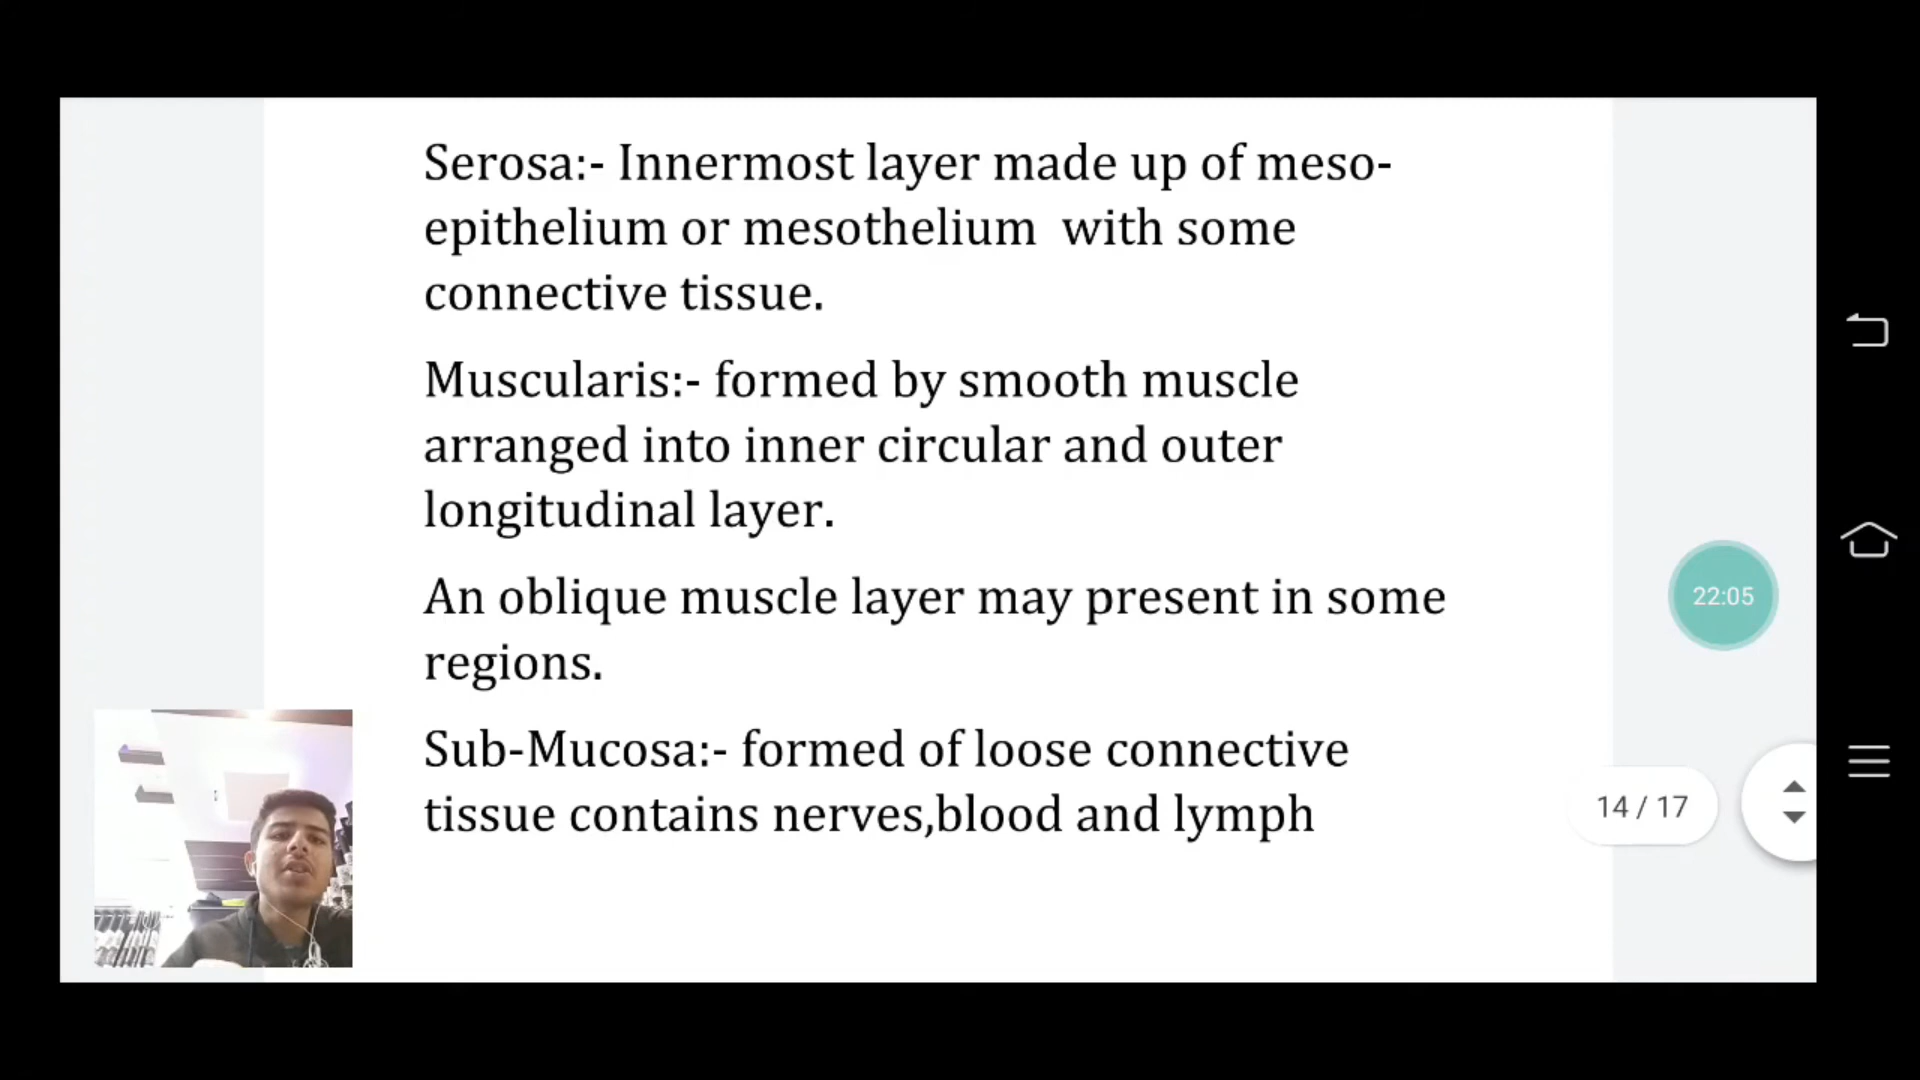 Serosa:- Innermost layer made up of meso-
epithelium or mesothelium  with some
connective tissue.
Muscularis:- formed by smooth muscle
arranged into inner circular and outer
longitudinal layer.
An oblique muscle layer may present in some
regions.
Sub-Mucosa:- formed of loose connective
tissue contains nerves,blood and lymph
22:05
14 / 17